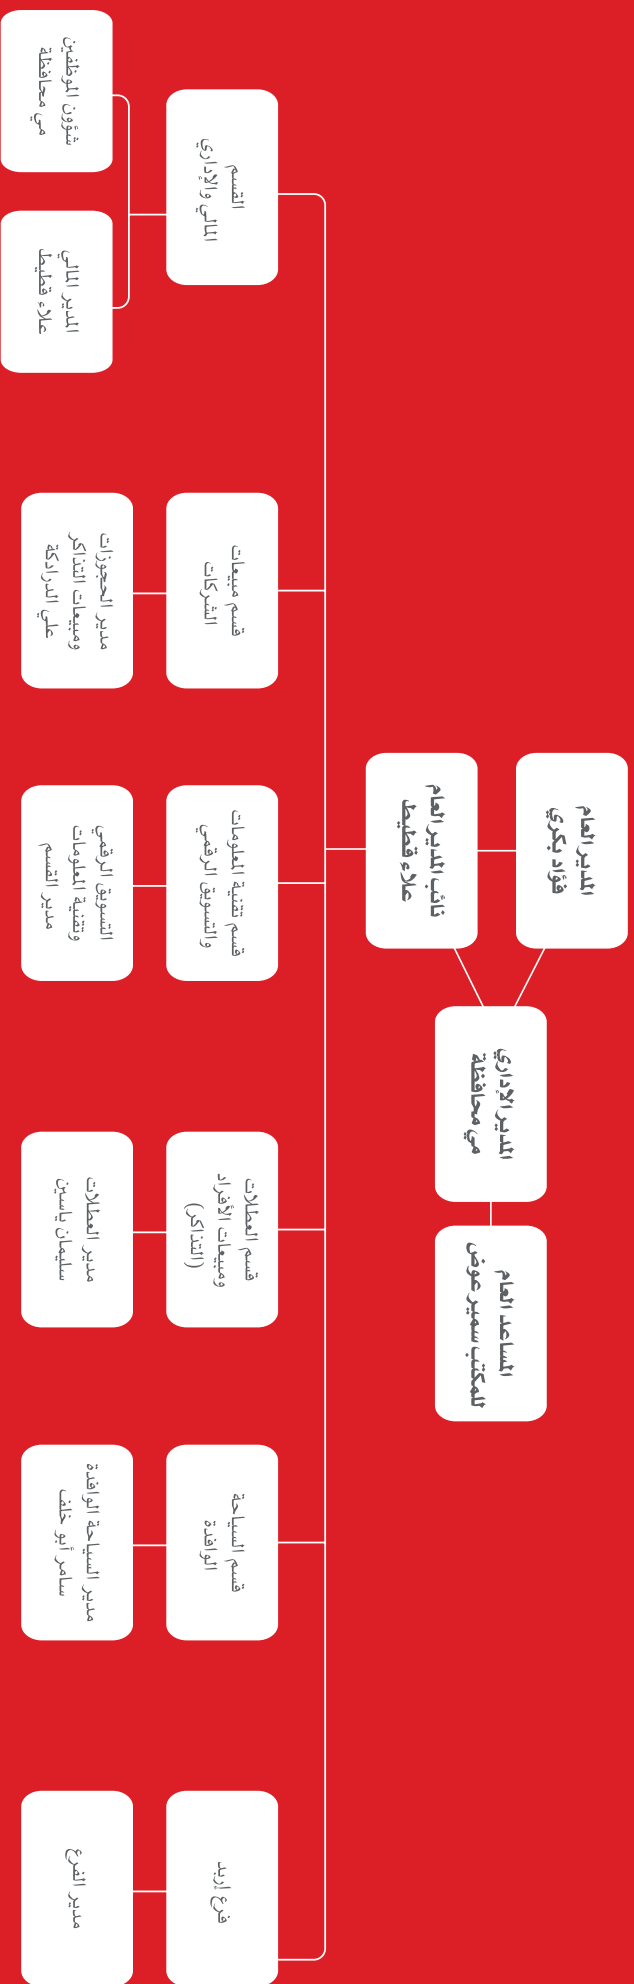 المدير العام
فؤاد بكري
نائب المدير العام
علاء قطيط
المدير الإداري
مي محافظة
المساعد العام
للمكتب سمير عوض
القسم
المالي والإداري
شؤون الموظفين
مي محافظة
المدير المالي
علاء قطيط
قسم مبيعات
الشركات
مدير الحجوزات
ومبيعات التذاكر
علي الدرادكة
قسم تقنية المعلومات
والتسويق الرقمي
التسويق الرقمي
وتقنية المعلومات
مدير القسم
قسم العطلات
ومبيعات الأفراد
(التذاكر)
مدير العطلات
سليمان ياسين
قسم السياحة
الوافدة
مدير السياحة الوافدة
سامر أبو خلف
فرع إربد
مدير الفرع